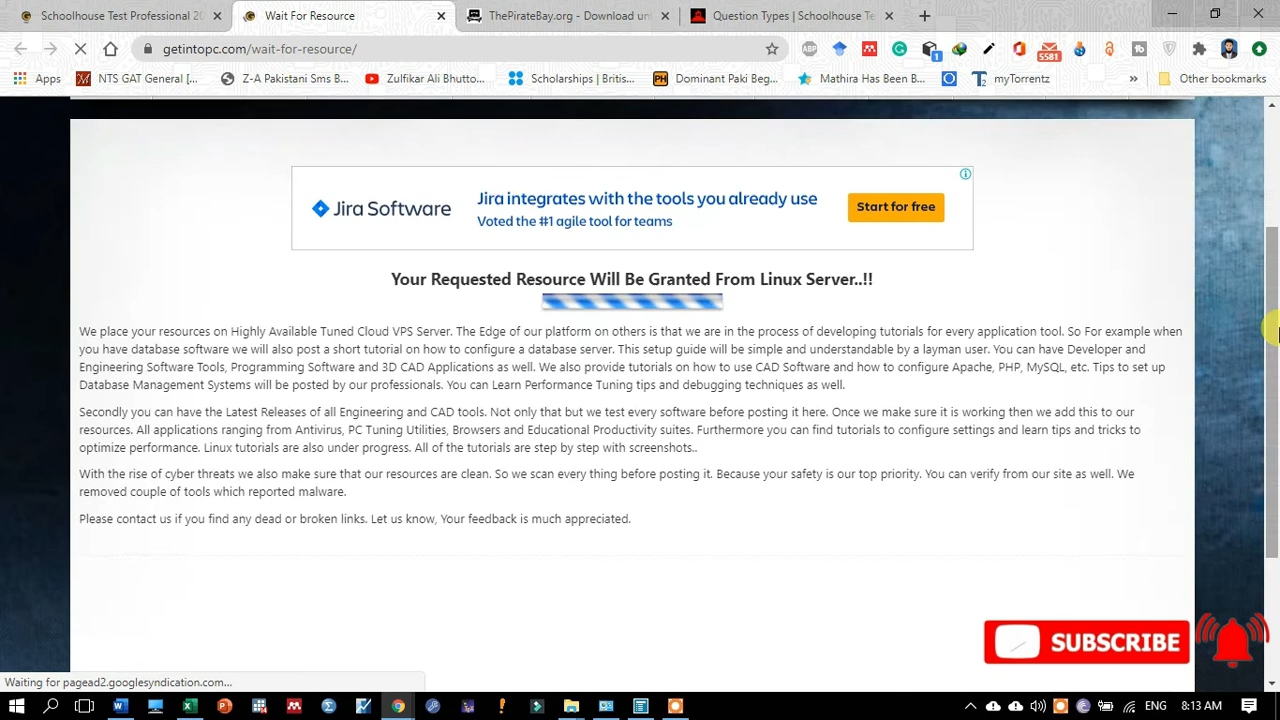 Schoolhouse Test Professional 20
Wait For Resource
ThePirateBay.org - Download un
Question Types | Schoolhouse Te
getintopc.com/wait-for-resource/
ABP
1
5581
Apps
NTS GAT General [...
Z-A Pakistani Sms B...
Zulfikar Ali Bhutto...
Scholarships | Britis...
PH
Dominant Paki Beg...
Mathira Has Been B...
myTorrentz
»
Other bookmarks
Jira Software
Jira integrates with the tools you already use
Voted the #1 agile tool for teams
Start for free
Your Requested Resource Will Be Granted From Linux Server..!!
We place your resources on Highly Available Tuned Cloud VPS Server. The Edge of our platform on others is that we are in the process of developing tutorials for every application tool. So For example when
you have database software we will also post a short tutorial on how to configure a database server. This setup guide will be simple and understandable by a layman user. You can have Developer and
Engineering Software Tools, Programming Software and 3D CAD Applications as well. We also provide tutorials on how to use CAD Software and how to configure Apache, PHP, MySQL, etc. Tips to set up
Database Management Systems will be posted by our professionals. You can Learn Performance Tuning tips and debugging techniques as well.
Secondly you can have the Latest Releases of all Engineering and CAD tools. Not only that but we test every software before posting it here. Once we make sure it is working then we add this to our
resources. All applications ranging from Antivirus, PC Tuning Utilities, Browsers and Educational Productivity suites. Furthermore you can find tutorials to configure settings and learn tips and tricks to
optimize performance. Linux tutorials are also under progress. All of the tutorials are step by step with screenshots..
With the rise of cyber threats we also make sure that our resources are clean. So we scan every thing before posting it. Because your safety is our top priority. You can verify from our site as well. We
removed couple of tools which reported malware.
Please contact us if you find any dead or broken links. Let us know, Your feedback is much appreciated.
SUBSCRIBE
Waiting for pagead2.googlesyndication.com...
ENG
8:13 AM